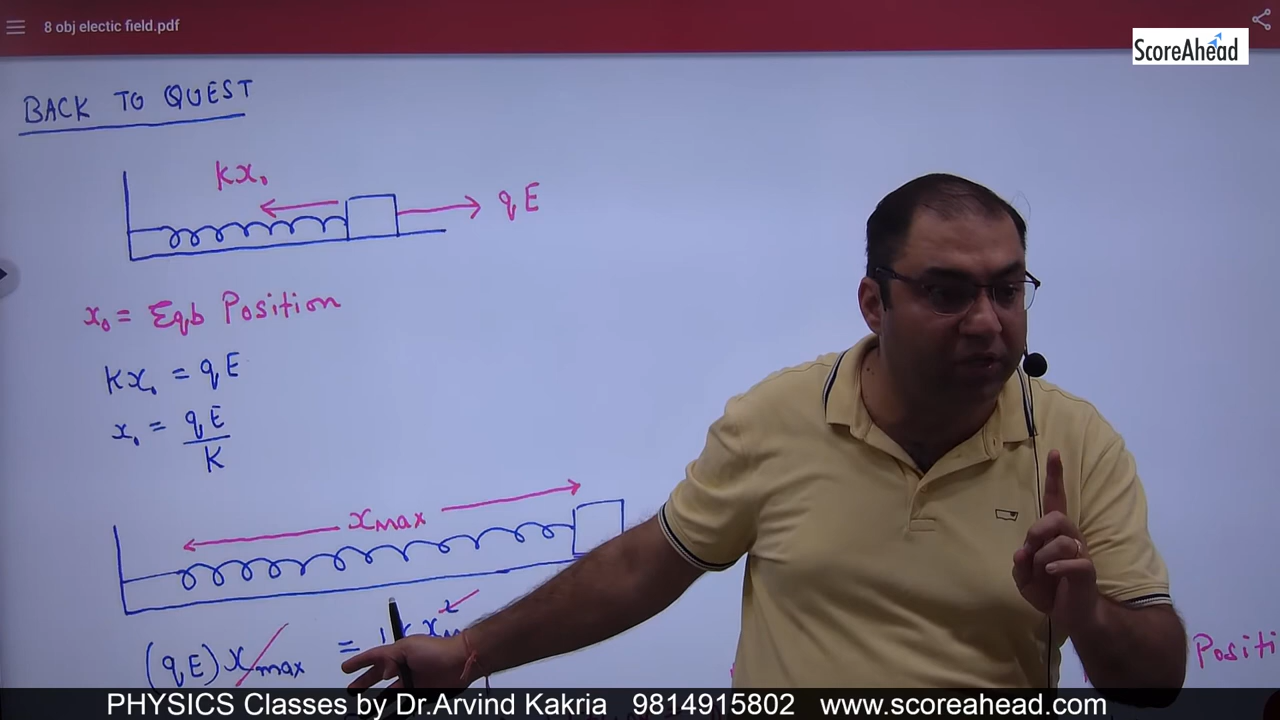 8 obj electic field.pdf
ScoreAhead
BACK TO QUEST
kx₀
qE
x₀ = Eqb Position
kx₀ = qE
x₀ = qE
K
xmax
(qE)xmax =
Positi
PHYSICS Classes by Dr.Arvind Kakria 9814915802 www.scoreahead.com